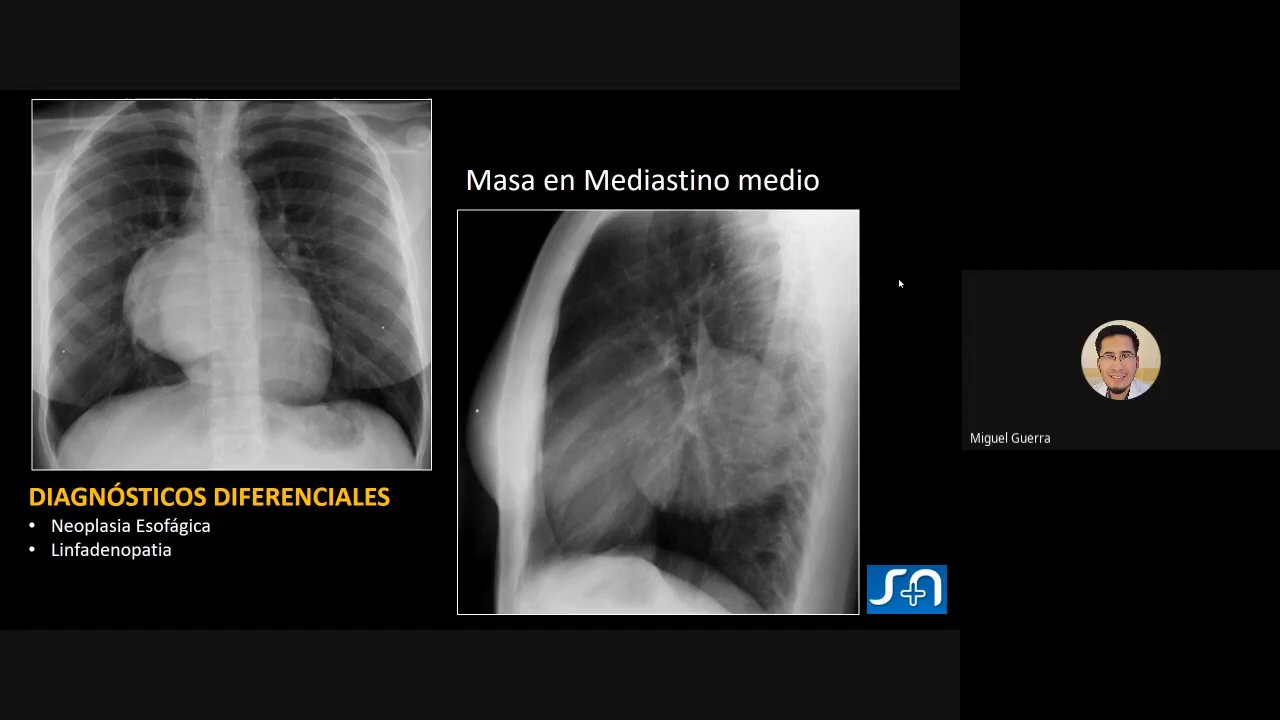 Masa en Mediastino medio
DIAGNÓSTICOS DIFERENCIALES
• Neoplasia Esofágica
• Linfadenopatia
Miguel Guerra